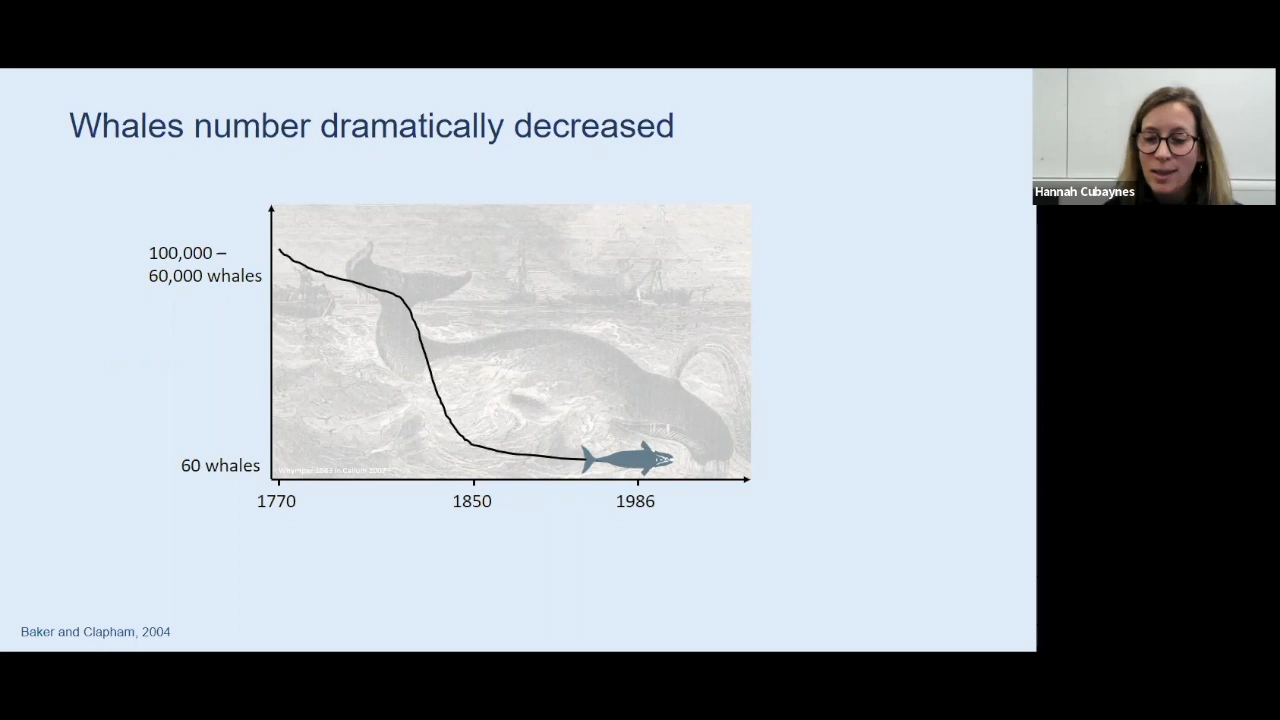 Whales number dramatically decreased
Hannah Cubaynes
100,000 –
60,000 whales
60 whales
1770
1850
1986
Baker and Clapham, 2004